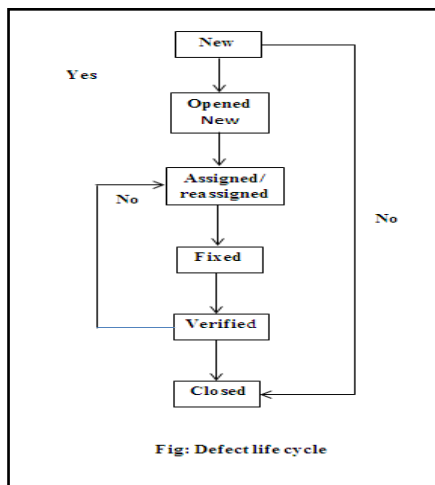 New
Yes
Opened
New
Assigned/
reassigned
No
No
Fixed
Verified
Closed
Fig: Defect life cycle